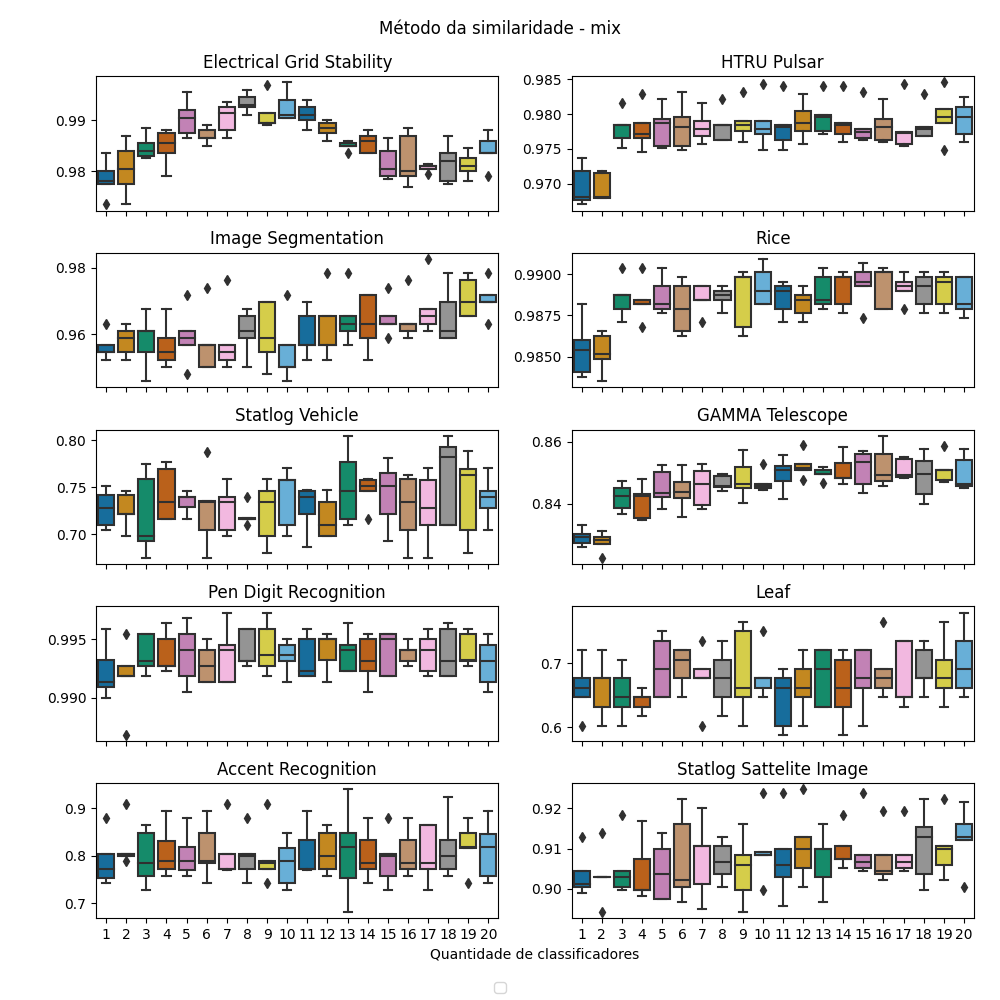 Método da similaridade - mix
Electrical Grid Stability
0.99
0.98
HTRU Pulsar
0.985
0.980
0.975
0.970
Image Segmentation
0.98
0.96
Rice
0.9900
0.9875
0.9850
Statlog Vehicle
0.80
0.75
0.70
GAMMA Telescope
0.86
0.84
Pen Digit Recognition
0.995
0.990
Leaf
0.7
0.6
Accent Recognition
0.9
0.8
0.7
1 2 3 4 5 6 7 8 9 10 11 12 13 14 15 16 17 18 19 20
Statlog Sattelite Image
0.92
0.91
0.90
1 2 3 4 5 6 7 8 9 10 11 12 13 14 15 16 17 18 19 20
Quantidade de classificadores